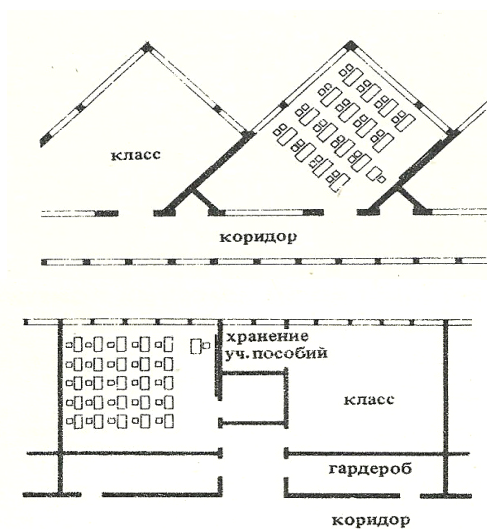 класс
коридор
хранение
уч. пособий
класс
гардероб
коридор